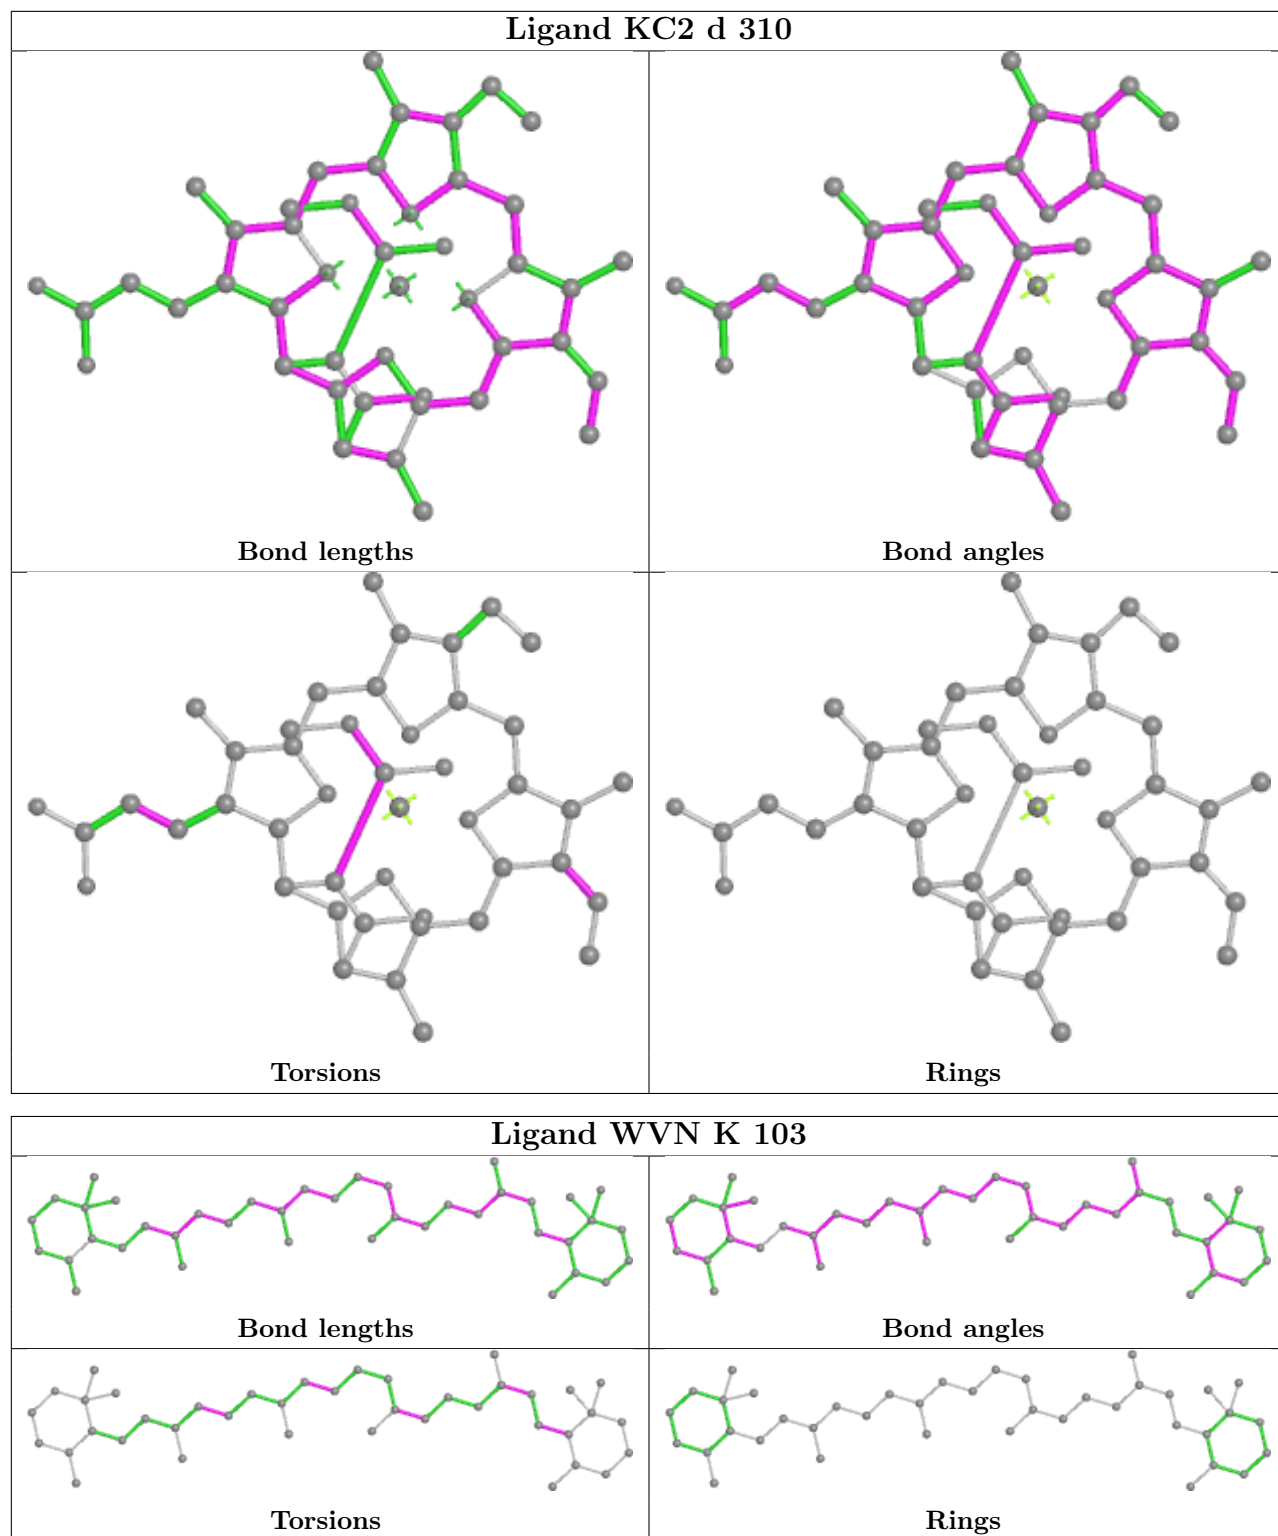 Ligand KC2 d 310
Bond lengths
Bond angles
Torsions
Rings
Ligand WVN K 103
Bond lengths
Bond angles
Torsions
Rings